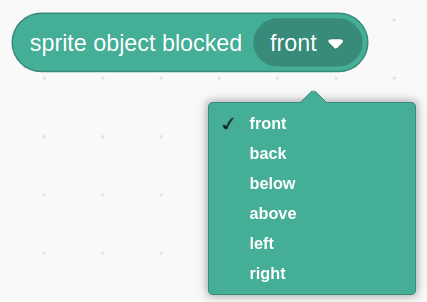 sprite object blocked front
front
back
below
above
left
right